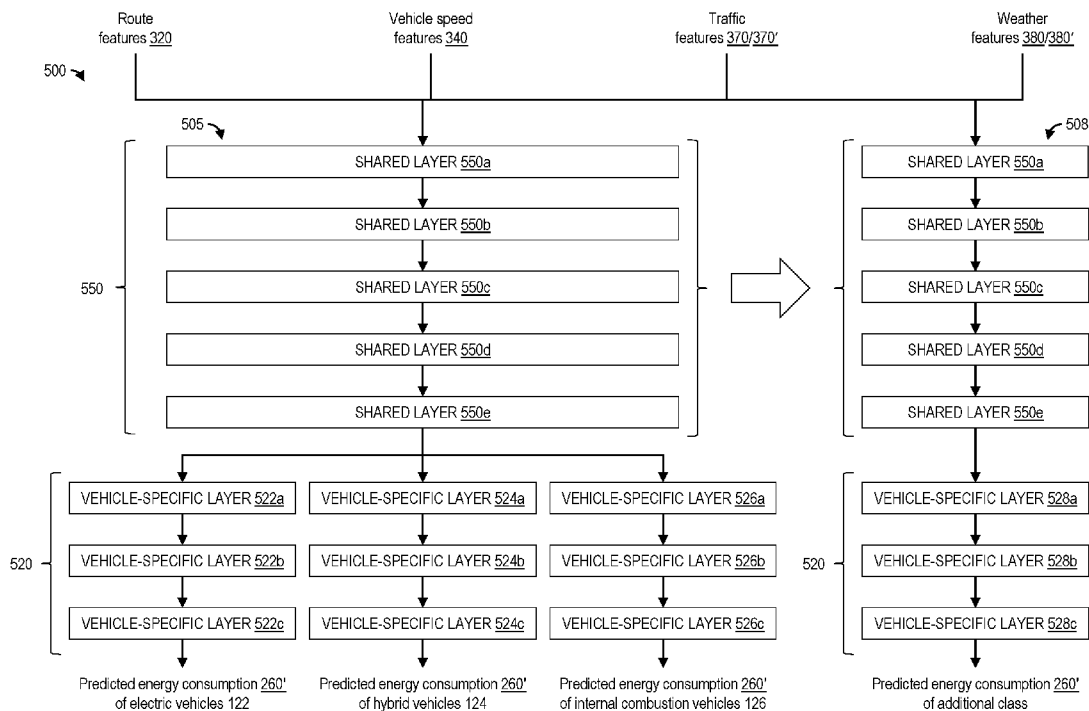 Route
features 320
Vehicle speed
features 340
Traffic
features 370/370'
Weather
features 380/380'
500
505
508
SHARED LAYER 550a
SHARED LAYER 550a
SHARED LAYER 550b
SHARED LAYER 550b
550
SHARED LAYER 550c
SHARED LAYER 550c
SHARED LAYER 550d
SHARED LAYER 550d
SHARED LAYER 550e
SHARED LAYER 550e
VEHICLE-SPECIFIC LAYER 522a
VEHICLE-SPECIFIC LAYER 524a
VEHICLE-SPECIFIC LAYER 526a
VEHICLE-SPECIFIC LAYER 528a
520
VEHICLE-SPECIFIC LAYER 522b
VEHICLE-SPECIFIC LAYER 524b
VEHICLE-SPECIFIC LAYER 526b
520
VEHICLE-SPECIFIC LAYER 528b
VEHICLE-SPECIFIC LAYER 522c
VEHICLE-SPECIFIC LAYER 524c
VEHICLE-SPECIFIC LAYER 526c
VEHICLE-SPECIFIC LAYER 528c
Predicted energy consumption 260'
of electric vehicles 122
Predicted energy consumption 260'
of hybrid vehicles 124
Predicted energy consumption 260'
of internal combustion vehicles 126
Predicted energy consumption 260'
of additional class